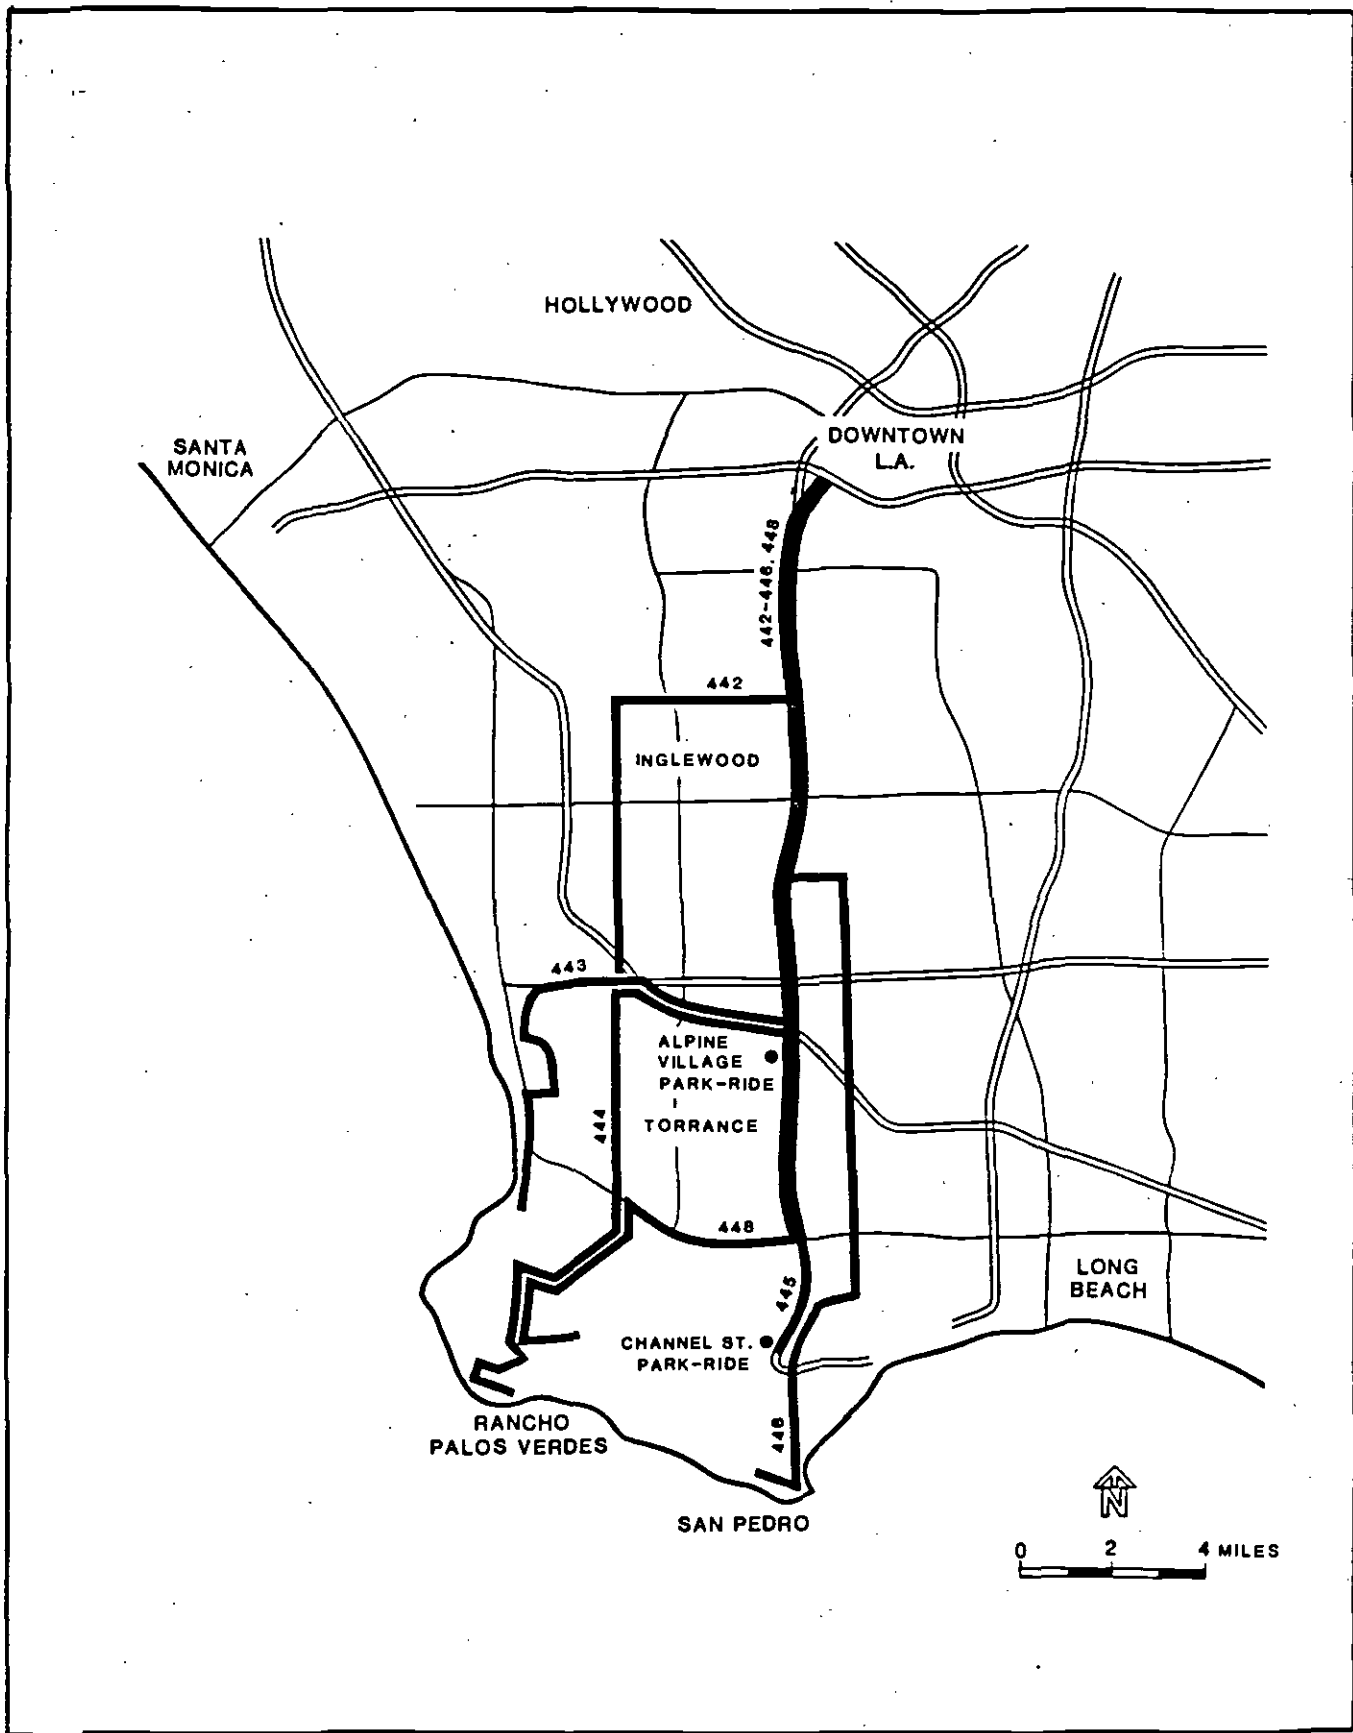 HOLLYWOOD
DOWNTOWN
L.A.
SANTA
MONICA
442-446, 448
442
INGLEWOOD
443
ALPINE
VILLAGE
PARK-RIDE
444
TORRANCE
448
445
LONG
BEACH
CHANNEL ST.
PARK-RIDE
446
RANCHO
PALOS VERDES
SAN PEDRO
N
0 2 4 MILES